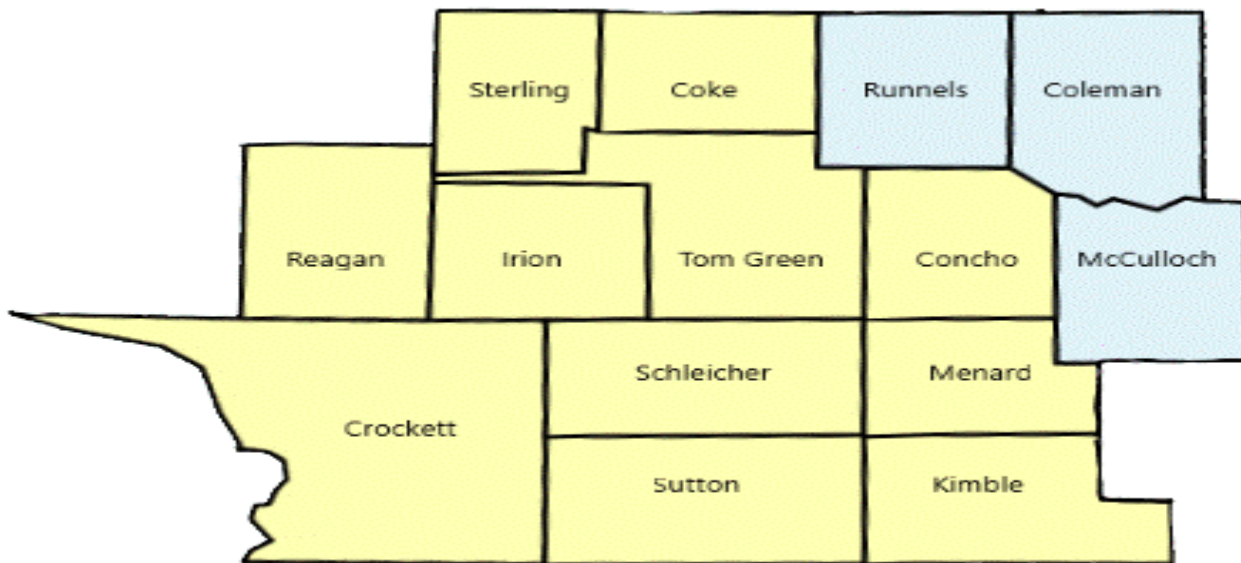 Sterling
Coke
Runnels
Coleman
Reagan
Irion
Tom Green
Concho
McCulloch
Schleicher
Menard
Crockett
Sutton
Kimble